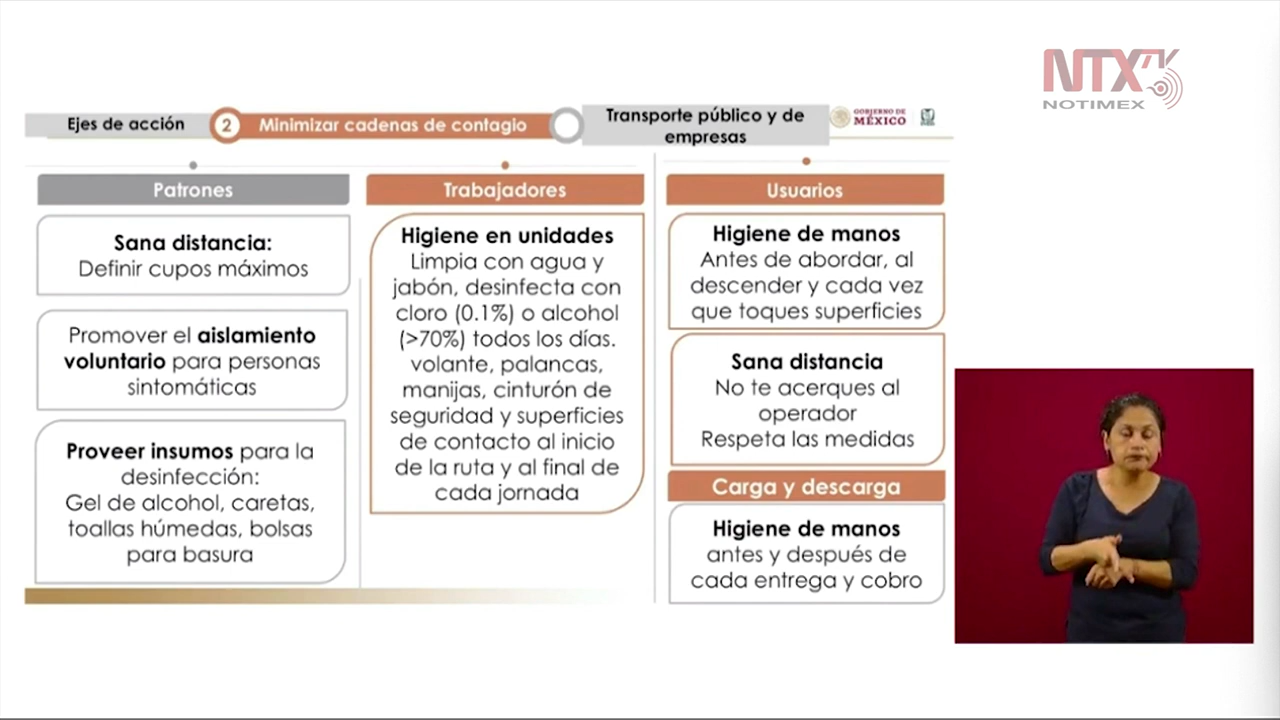 NTX
NOTIMEX
Ejes de acción
2
Minimizar cadenas de contagio
Transporte público y de
empresas
GOBIERNO DE
MÉXICO
Patrones
Sana distancia:
Definir cupos máximos
Promover el aislamiento
voluntario para personas
sintomáticas
Proveer insumos para la
desinfección:
Gel de alcohol, caretas,
toallas húmedas, bolsas
para basura
Trabajadores
Higiene en unidades
Limpia con agua y
jabón, desinfecta con
cloro (0.1%) o alcohol
(>70%) todos los días.
volante, palancas,
manijas, cinturón de
seguridad y superficies
de contacto al inicio
de la ruta y al final de
cada jornada
Usuarios
Higiene de manos
Antes de abordar, al
descender y cada vez
que toques superficies
Sana distancia
No te acerques al
operador
Respeta las medidas
Carga y descarga
Higiene de manos
antes y después de
cada entrega y cobro